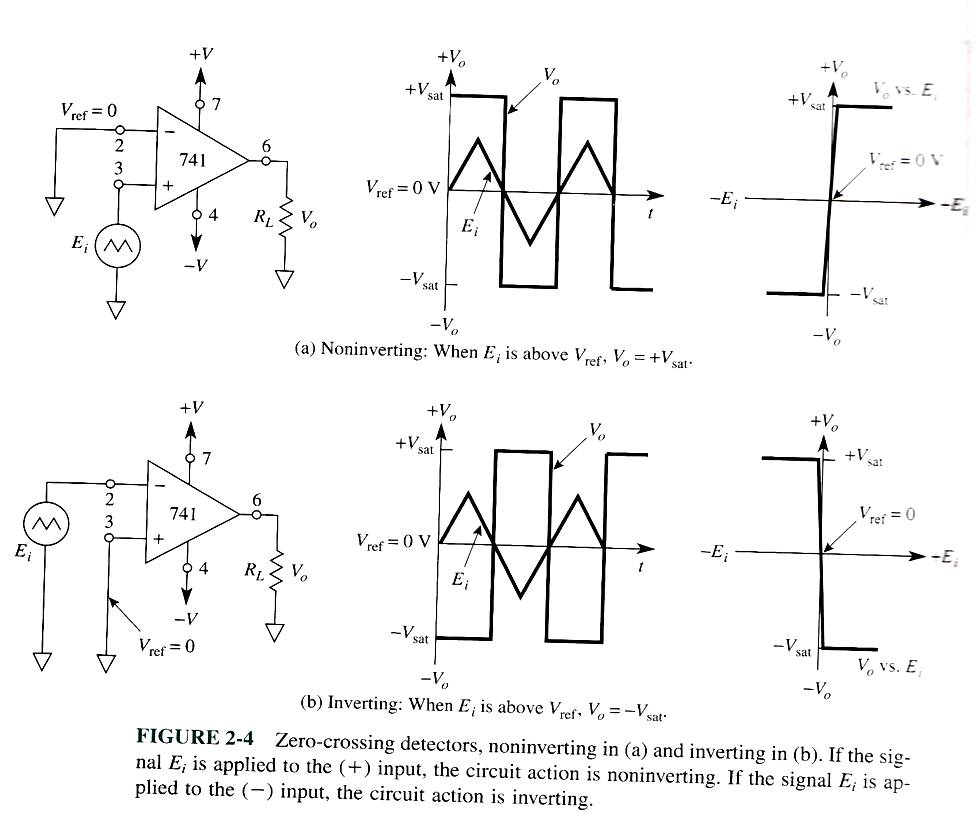 +V
V_ref = 0
7
−
2
741
6
3
+
4
R_L
V_o
E_i
−V
+V_o
+V_sat
V_o
V_ref = 0 V
E_i
t
−V_sat
−V_o
+V_o
+V_sat
V_o vs. E_i
V_ref = 0 V
−E_i
+E_i
−V_sat
−V_o
(a) Noninverting: When E_i is above V_ref, V_o = +V_sat.
+V
7
−
2
741
6
3
+
4
R_L
V_o
E_i
−V
V_ref = 0
+V_o
+V_sat
V_o
V_ref = 0 V
E_i
t
−V_sat
−V_o
+V_o
+V_sat
V_ref = 0
−E_i
+E_i
−V_sat
V_o vs. E_i
−V_o
(b) Inverting: When E_i is above V_ref, V_o = −V_sat.
FIGURE 2-4 Zero-crossing detectors, noninverting in (a) and inverting in (b). If the sig-
nal E_i is applied to the (+) input, the circuit action is noninverting. If the signal E_i is ap-
plied to the (−) input, the circuit action is inverting.